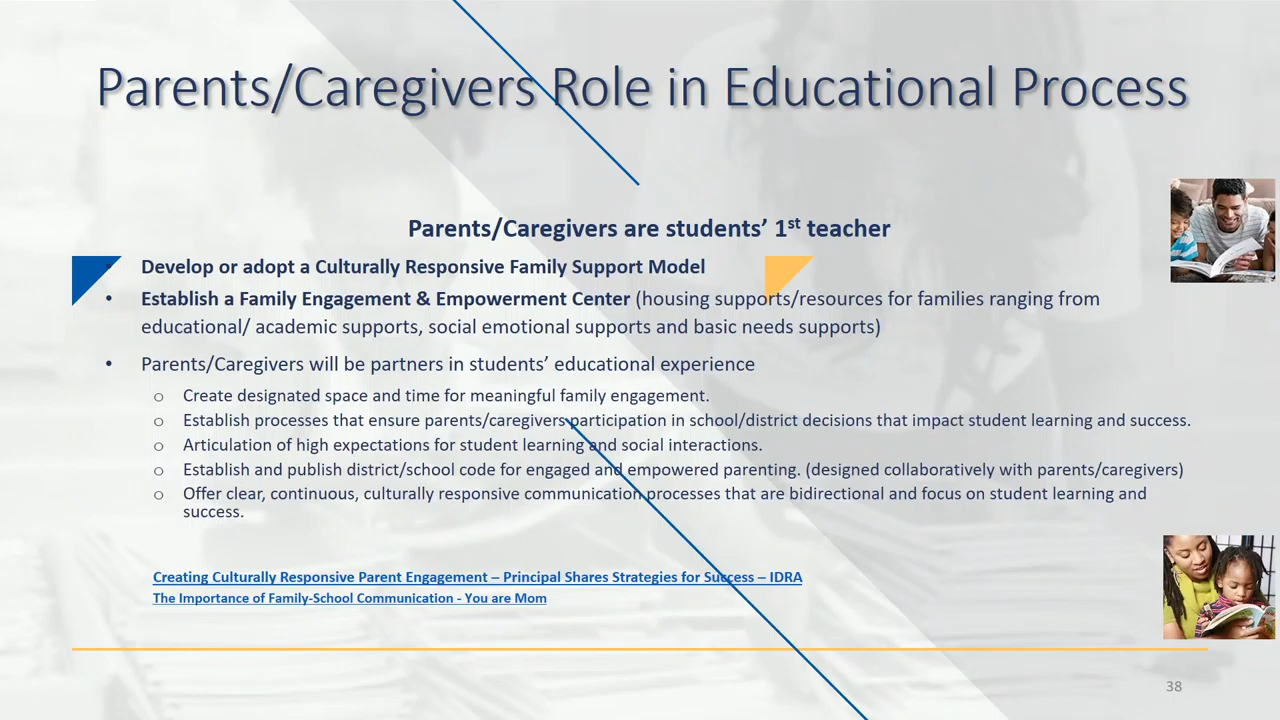 Parents/Caregivers Role in Educational Process
Parents/Caregivers are students’ 1st teacher
• Develop or adopt a Culturally Responsive Family Support Model
• Establish a Family Engagement & Empowerment Center (housing supports/resources for families ranging from
educational/ academic supports, social emotional supports and basic needs supports)
• Parents/Caregivers will be partners in students’ educational experience
o Create designated space and time for meaningful family engagement.
o Establish processes that ensure parents/caregivers participation in school/district decisions that impact student learning and success.
o Articulation of high expectations for student learning and social interactions.
o Establish and publish district/school code for engaged and empowered parenting. (designed collaboratively with parents/caregivers)
o Offer clear, continuous, culturally responsive communication processes that are bidirectional and focus on student learning and
success.
Creating Culturally Responsive Parent Engagement – Principal Shares Strategies for Success – IDRA
The Importance of Family-School Communication - You are Mom
38